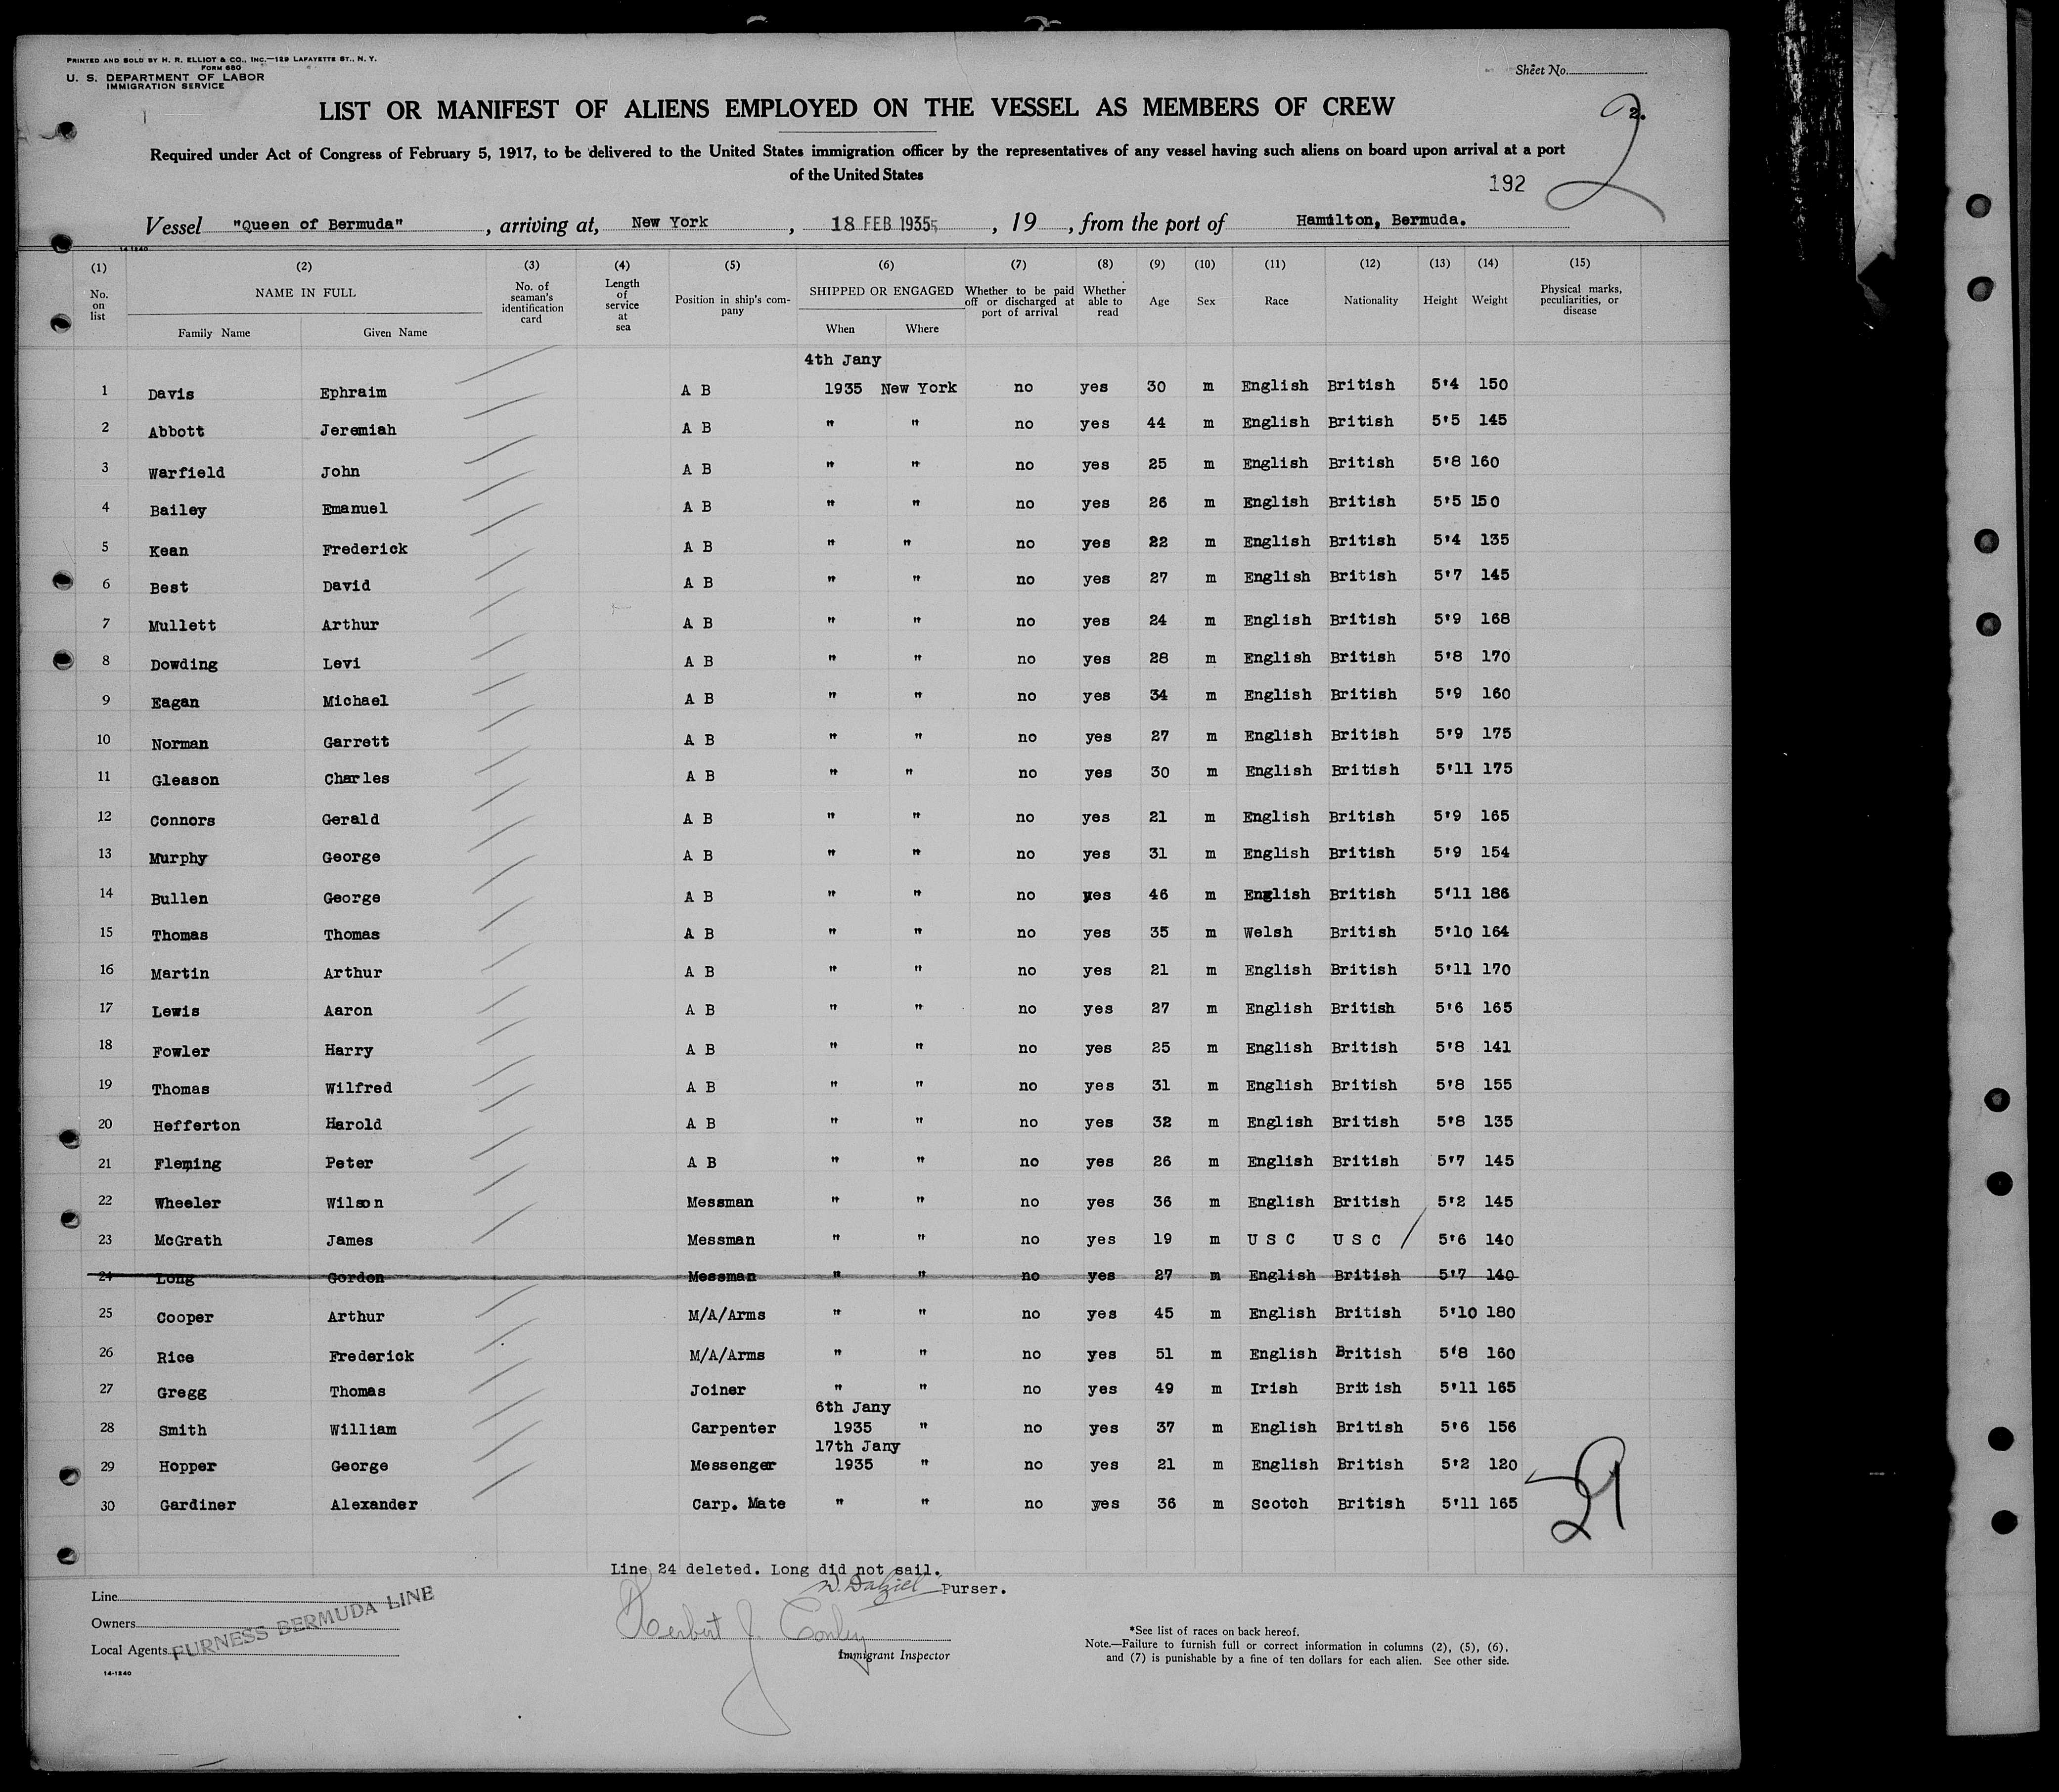 PRINTED AND SOLD BY H. R. ELLIOT & CO., INC.—129 LAFAYETTE ST., N. Y.
FORM 680
U. S. DEPARTMENT OF LABOR
IMMIGRATION SERVICE
Sheet No.
2.
2
LIST OR MANIFEST OF ALIENS EMPLOYED ON THE VESSEL AS MEMBERS OF CREW
Required under Act of Congress of February 5, 1917, to be delivered to the United States immigration officer by the representatives of any vessel having such aliens on board upon arrival at a port
of the United States
192
Vessel "Queen of Bermuda", arriving at, New York, 18 FEB 1935, 19 , from the port of Hamilton, Bermuda.
14-1240
(1) (2) (3) (4) (5) (6) (7) (8) (9) (10) (11) (12) (13) (14) (15)
No. on list NAME IN FULL Family Name Given Name No. of seaman's identification card Length of service at sea Position in ship's company SHIPPED OR ENGAGED When Where Whether to be paid off or discharged at port of arrival Whether able to read Age Sex Race Nationality Height Weight Physical marks, peculiarities, or disease
4th Jany
1 Davis Ephraim A B 1935 New York no yes 30 m English British 5'4 150
2 Abbott Jeremiah A B " " no yes 44 m English British 5'5 145
3 Warfield John A B " " no yes 25 m English British 5'8 160
4 Bailey Emanuel A B " " no yes 26 m English British 5'5 150
5 Kean Frederick A B " " no yes 22 m English British 5'4 135
6 Best David A B " " no yes 27 m English British 5'7 145
7 Mullett Arthur A B " " no yes 24 m English British 5'9 168
8 Dowding Levi A B " " no yes 28 m English British 5'8 170
9 Eagan Michael A B " " no yes 34 m English British 5'9 160
10 Norman Garrett A B " " no yes 27 m English British 5'9 175
11 Gleason Charles A B " " no yes 30 m English British 5'11 175
12 Connors Gerald A B " " no yes 21 m English British 5'9 165
13 Murphy George A B " " no yes 31 m English British 5'9 154
14 Bullen George A B " " no yes 46 m English British 5'11 186
15 Thomas Thomas A B " " no yes 35 m Welsh British 5'10 164
16 Martin Arthur A B " " no yes 21 m English British 5'11 170
17 Lewis Aaron A B " " no yes 27 m English British 5'6 165
18 Fowler Harry A B " " no yes 25 m English British 5'8 141
19 Thomas Wilfred A B " " no yes 31 m English British 5'8 155
20 Hefferton Harold A B " " no yes 32 m English British 5'8 135
21 Fleming Peter A B " " no yes 26 m English British 5'7 145
22 Wheeler Wilson Messman " " no yes 36 m English British 5'2 145
23 McGrath James Messman " " no yes 19 m U S C U S C / 5'6 140
24 Long Gordon Messman " " no yes 27 m English British 5'7 140
25 Cooper Arthur M/A/Arms " " no yes 45 m English British 5'10 180
26 Rice Frederick M/A/Arms " " no yes 51 m English British 5'8 160
27 Gregg Thomas Joiner " " no yes 49 m Irish British 5'11 165
6th Jany
28 Smith William Carpenter 1935 " no yes 37 m English British 5'6 156
17th Jany
29 Hopper George Messenger 1935 " no yes 21 m English British 5'2 120
30 Gardiner Alexander Carp. Mate " " no yes 36 m Scotch British 5'11 165
29
Line 24 deleted. Long did not sail.
W. Dalziel Purser.
Line
Owners
Local Agents
FURNESS BERMUDA LINE
Herbert J. Conley
Immigrant Inspector
*See list of races on back hereof.
Note.—Failure to furnish full or correct information in columns (2), (5), (6),
and (7) is punishable by a fine of ten dollars for each alien. See other side.
14-1240